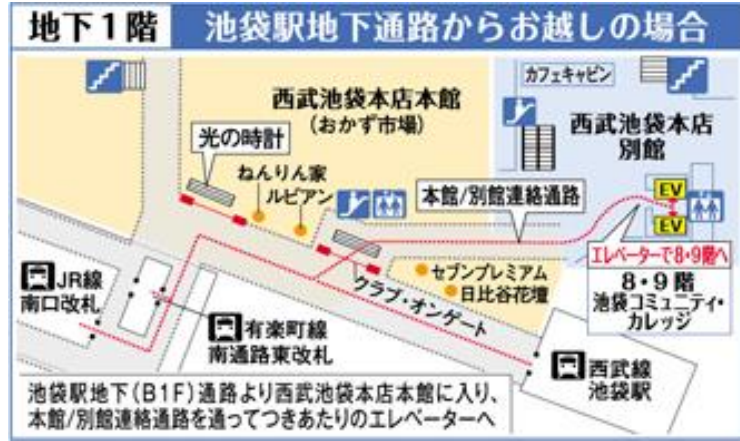 地下1階
池袋駅地下通路からお越しの場合
カフェキャビン
西武池袋本店本館
(おかず市場)
西武池袋本店
別館
光の時計
ねんりん家
ルビアン
本館/別館連絡通路
EV
EV
エレベーターで8・9階へ
8・9階
池袋コミュニティ・
カレッジ
セブンプレミアム
日比谷花壇
クラブ・オンゲート
JR線
南口改札
有楽町線
南通路東改札
西武線
池袋駅
池袋駅地下(B1F)通路より西武池袋本店本館に入り、
本館/別館連絡通路を通ってつきあたりのエレベーターへ